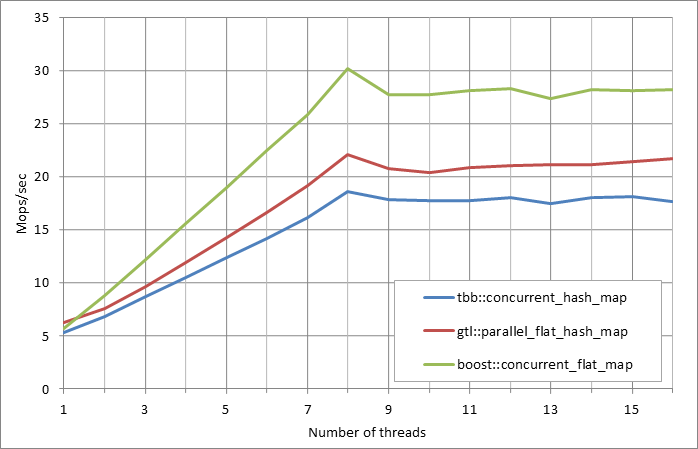 35
30
25
20
15
10
5
0
Mops/sec
tbb::concurrent_hash_map
gtl::parallel_flat_hash_map
boost::concurrent_flat_map
1 3 5 7 9 11 13 15
Number of threads